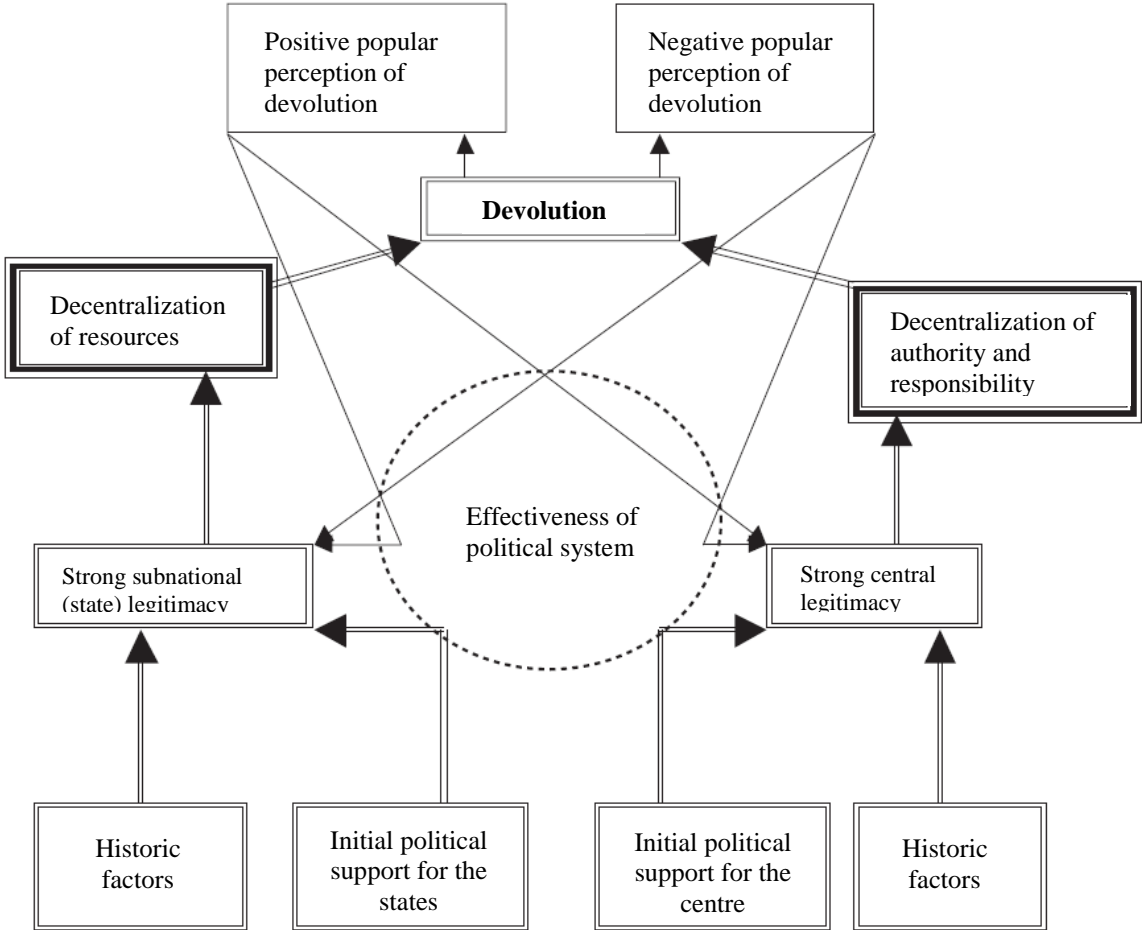 Positive popular
perception of
devolution
Negative popular
perception of
devolution
Devolution
Decentralization
of resources
Decentralization of
authority and
responsibility
Effectiveness of
political system
Strong subnational
(state) legitimacy
Strong central
legitimacy
Historic
factors
Initial political
support for the
states
Initial political
support for the
centre
Historic
factors